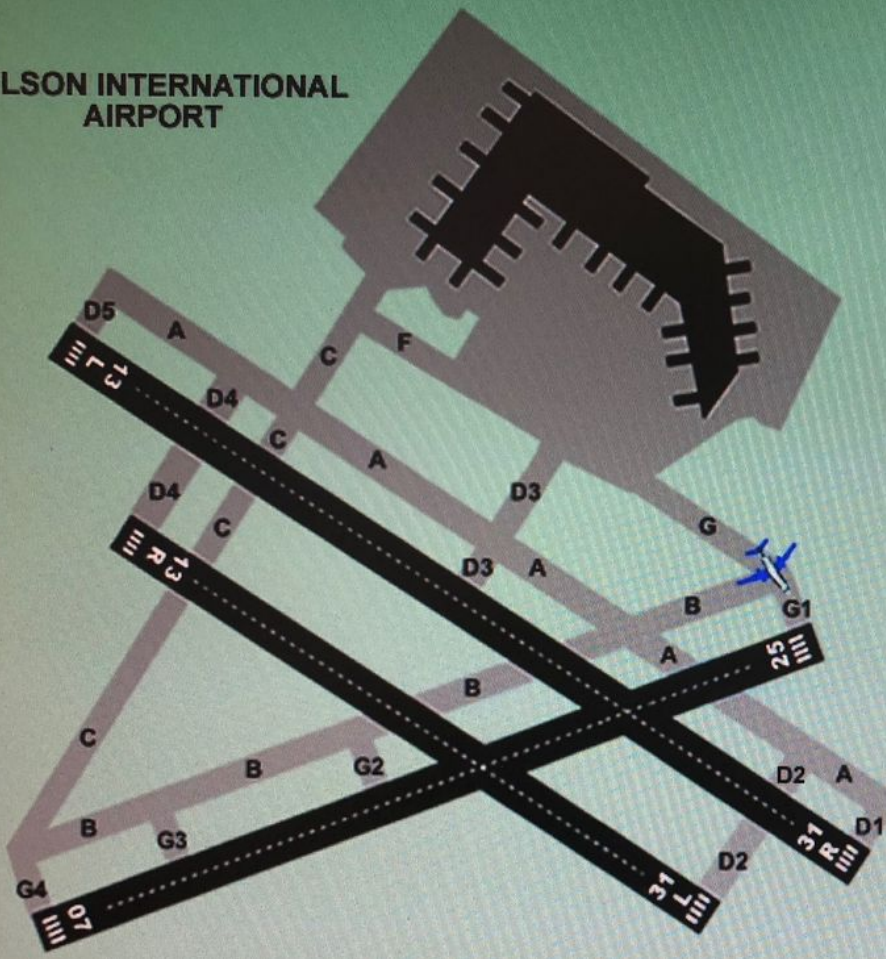 LSON INTERNATIONAL
AIRPORT
D5
A
C
F
D4
C
A
D4
D3
C
G
D3
A
B
G1
13
L
13
R
A
25
B
C
B
G2
D2
A
B
G3
D2
D1
31
R
31
L
G4
07